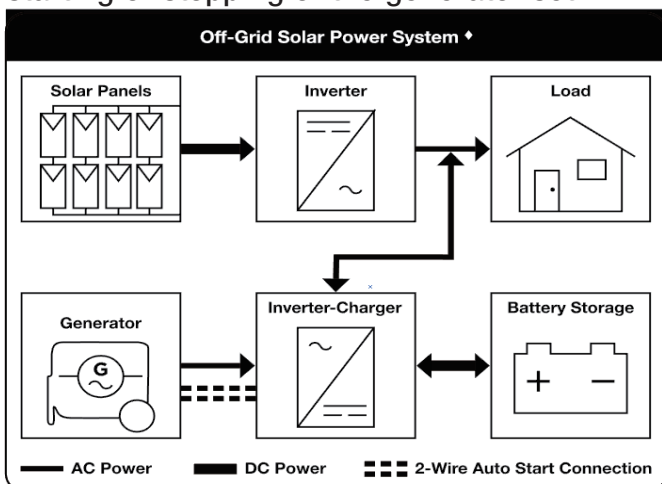 Off-Grid Solar Power System ♦
Solar Panels
Inverter
Load
Generator
G
Inverter-Charger
Battery Storage
+ −
AC Power
DC Power
2-Wire Auto Start Connection